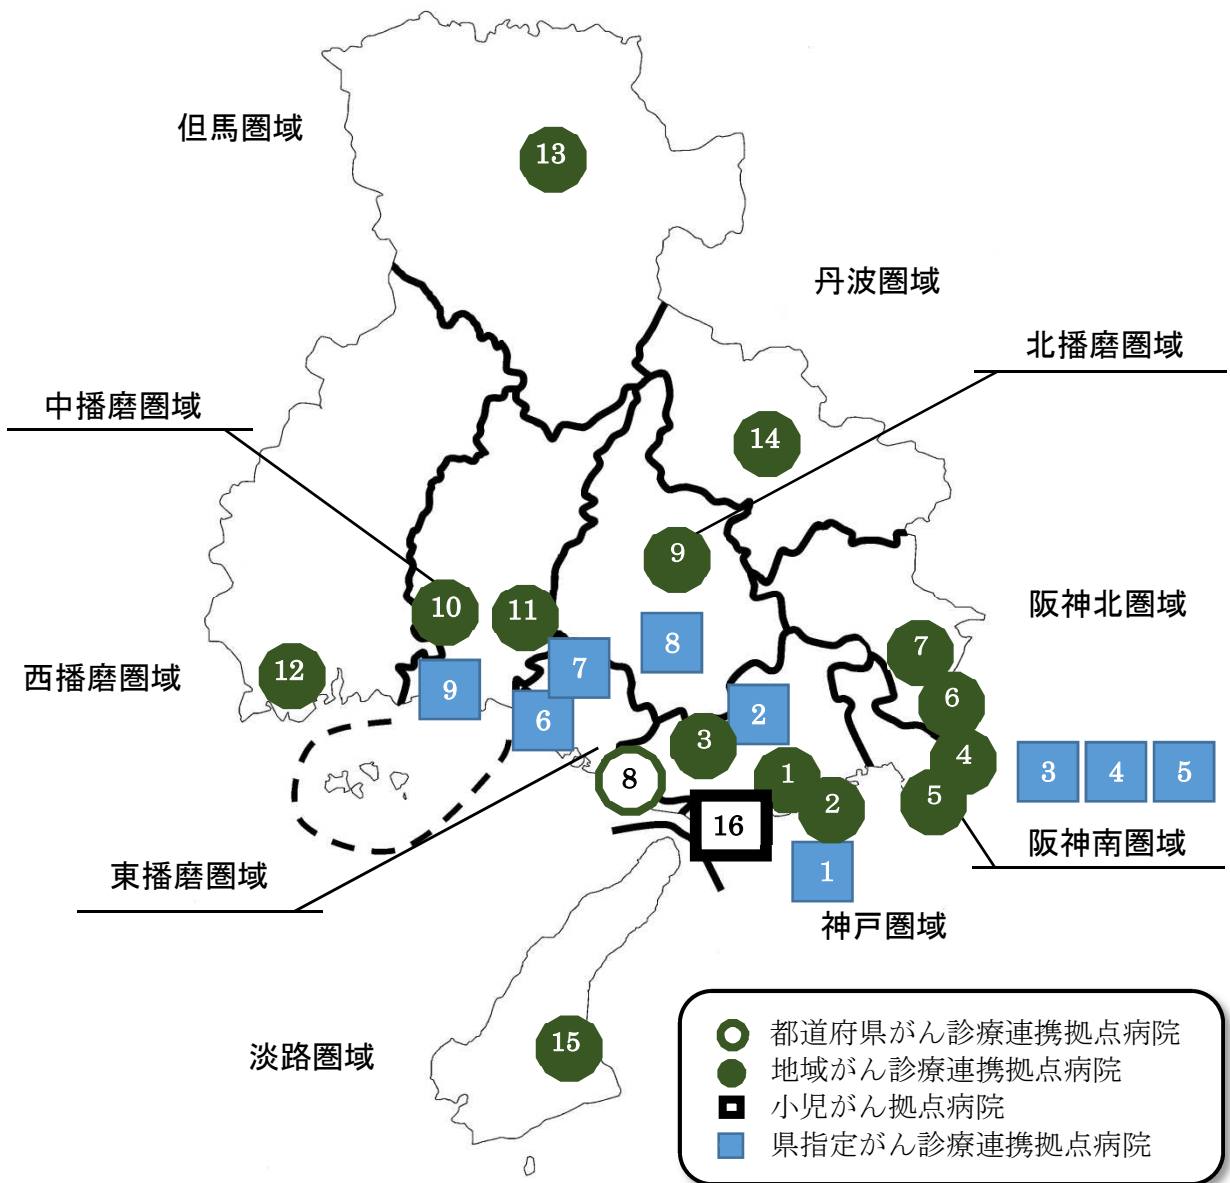 但馬圏域
13
丹波圏域
北播磨圏域
中播磨圏域
14
9
10
11
阪神北圏域
8
7
7
西播磨圏域
12
9
6
6
2
3
4
3
4
5
8
1
2
5
16
阪神南圏域
東播磨圏域
1
神戸圏域
淡路圏域
15
都道府県がん診療連携拠点病院
地域がん診療連携拠点病院
小児がん拠点病院
県指定がん診療連携拠点病院